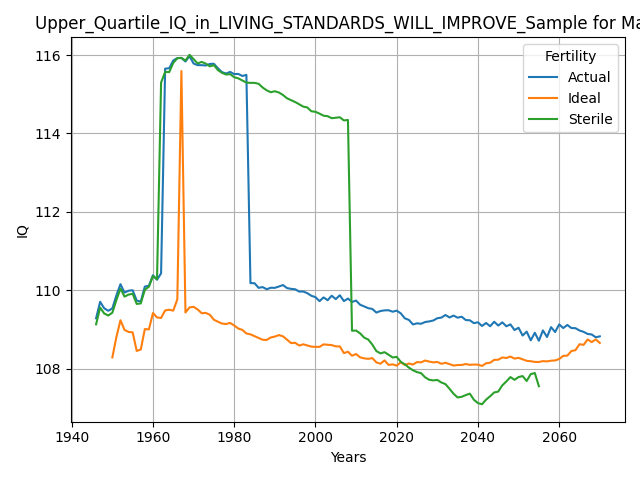 Upper_Quartile_IQ_in_LIVING_STANDARDS_WILL_IMPROVE_Sample for Ma
116
114
112
110
108
IQ
Fertility
Actual
Ideal
Sterile
1940 1960 1980 2000 2020 2040 2060
Years